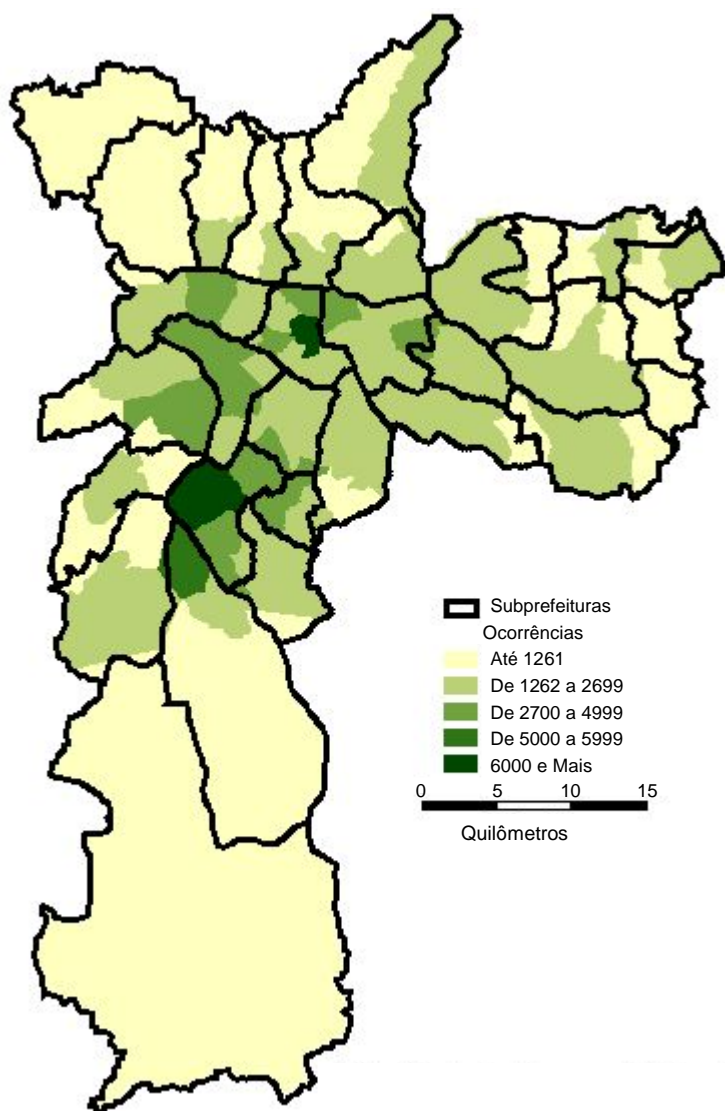 Subprefeituras
Ocorrências
Até 1261
De 1262 a 2699
De 2700 a 4999
De 5000 a 5999
6000 e Mais
0 5 10 15
Quilômetros